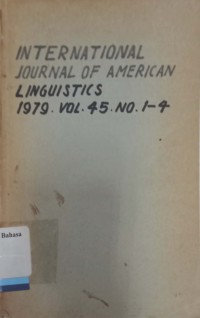 INTERNATIONAL
JOURNAL OF AMERICAN
LINGUISTICS
1979. VOL. 45. NO. 1-4
Bahasa